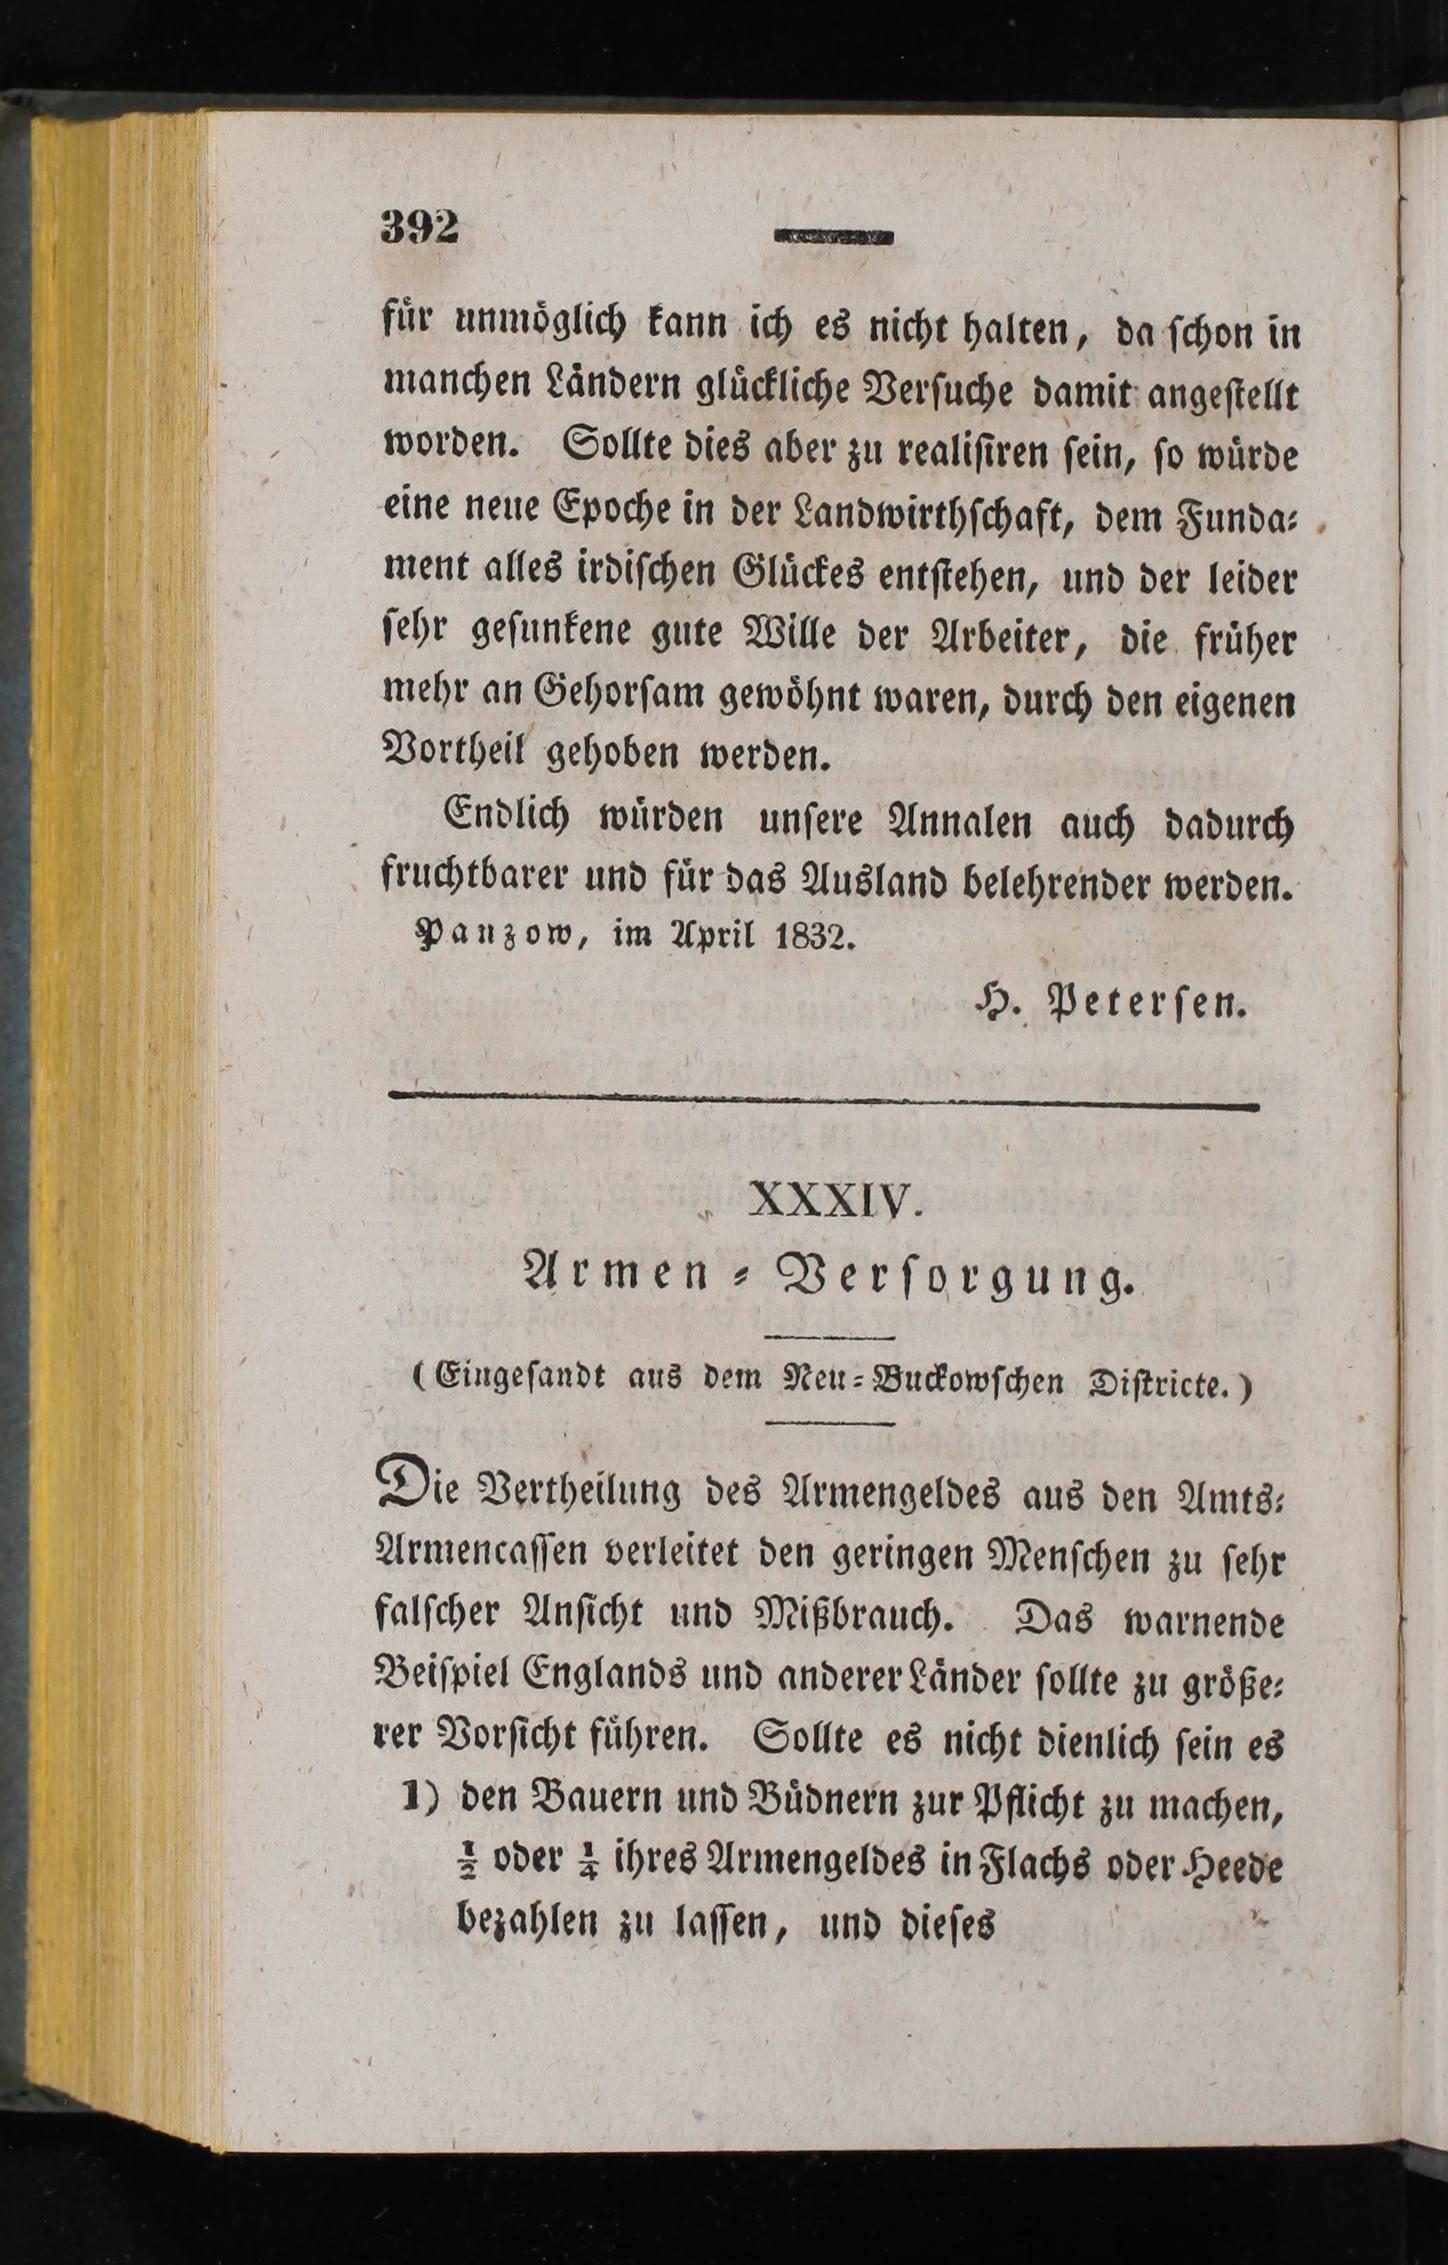 392
für unmöglich kann ich es nicht halten, da ſchon in
manchen Ländern glückliche Verſuche damit angeſtellt
worden. Sollte dies aber zu realiſiren ſein, ſo würde
eine neue Epoche in der Landwirthſchaft, dem Funda⸗
ment alles irdiſchen Glückes entſtehen, und der leider
ſehr geſunkene gute Wille der Arbeiter, die früher
mehr an Gehorſam gewöhnt waren, durch den eigenen
Vortheil gehoben werden.
Endlich würden unſere Annalen auch dadurch
fruchtbarer und für das Ausland belehrender werden.
Panzow, im April 1832.
H. Peterſen.
XXXIV.
Armen⸗Verſorgung.
(Eingeſandt aus dem Neu⸗Buckowſchen Diſtricte.)
Die Vertheilung des Armengeldes aus den Amts⸗
Armencaſſen verleitet den geringen Menſchen zu ſehr
falſcher Anſicht und Mißbrauch. Das warnende
Beiſpiel Englands und anderer Länder ſollte zu größe⸗
rer Vorſicht führen. Sollte es nicht dienlich ſein es
1) den Bauern und Büdnern zur Pflicht zu machen,
½ oder ¼ ihres Armengeldes in Flachs oder Heede
bezahlen zu laſſen, und dieſes